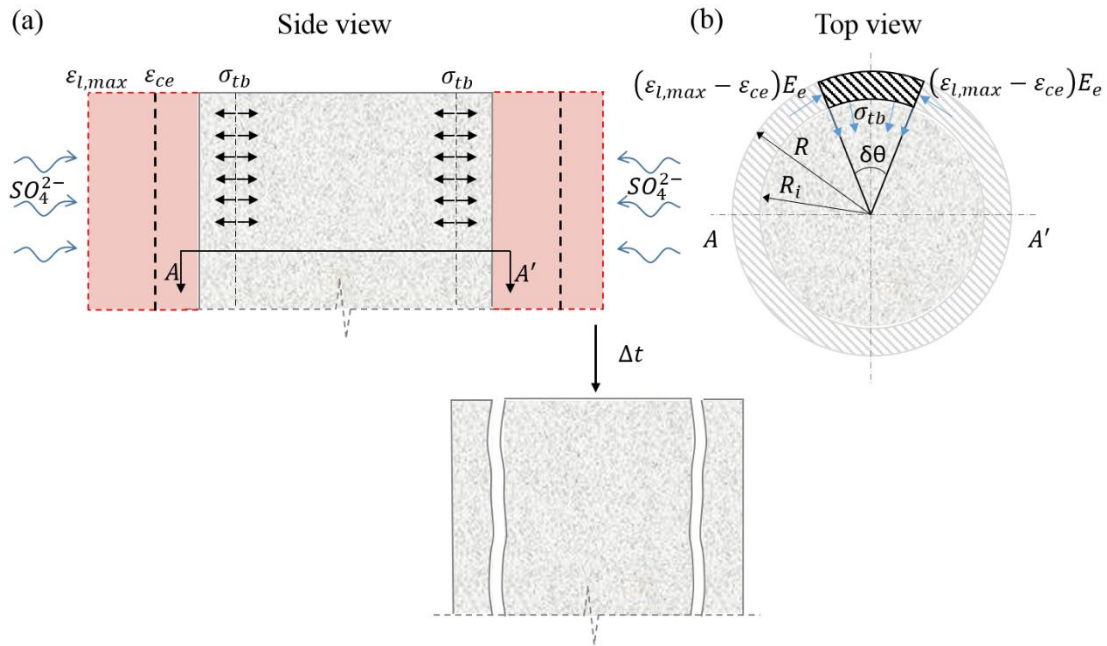 (a)
Side view
(b)
Top view
ε_{l,max} ε_{ce} σ_{tb} σ_{tb}
(ε_{l,max} − ε_{ce})E_e
(ε_{l,max} − ε_{ce})E_e
σ_{tb}
SO_4^{2−}
SO_4^{2−}
R
δθ
R_i
A A′
A A′
Δt